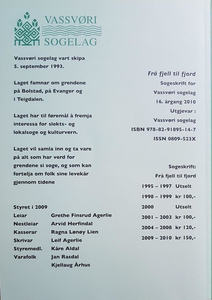 VASSVØRI
SOGELAG
Vassvøri sogelag vart skipa
5. september 1993.
Laget famnar om grendene
på Bolstad, på Evanger og
i Teigdalen.
Laget har til føremål å fremja
interessa for slekts- og
lokalsoge og kulturvern.
Laget vil samla inn og ta vare
på alt som har verd for
grendene si soge, og som kan
fortelja om folk sine levekår
gjennom tidene
Styret i 2009
Leiar Grethe Finsrud Agerlie
Nestleiar Arvid Horfindal
Kasserar Ragna Lønøy Lien
Skrivar Leif Agerlie
Styremedl. Kåre Aldal
Varafolk Jan Rasdal
Kjellaug Århus
Frå fjell til fjord
Sogeskrift for
Vassvøri sogelag
16. årgang 2010
Utgjevar :
Vassvøri sogelag
ISBN 978-82-91895-14-7
ISSN 0809-523X
Sogeskrift:
Frå fjell til fjord
1995 – 1997 Utselt
1998 – 1999 kr 100,-
2000 Utselt
2001 – 2003 kr 100,-
2004 – 2008 kr 120,-
2009 – 2010 kr 150,-